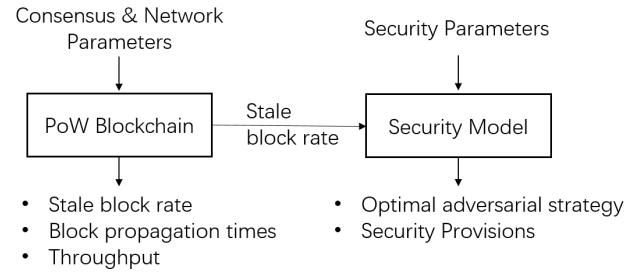 Consensus & Network
Parameters
Security Parameters
PoW Blockchain
Stale
block rate
Security Model
• Stale block rate
• Block propagation times
• Throughput
• Optimal adversarial strategy
• Security Provisions